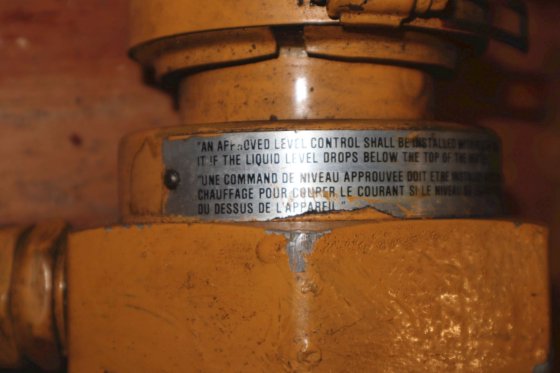 "AN APPROVED LEVEL CONTROL SHALL BE INSTALLED
IT IF THE LIQUID LEVEL DROPS BELOW THE TOP OF THE
"UNE COMMANDE DE NIVEAU APPROUVEE DOIT ETRE
CHAUFFAGE POUR COUPER LE COURANT SI LE NIVEAU
DU DESSUS DE L'APPAREIL."